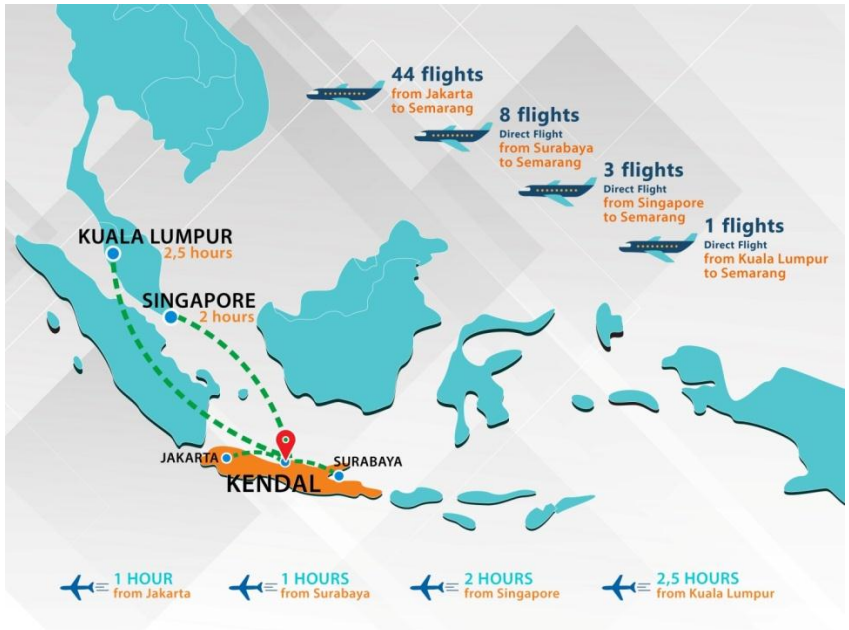 44 flights
from Jakarta
to Semarang
8 flights
Direct Flight
from Surabaya
to Semarang
3 flights
Direct Flight
from Singapore
to Semarang
1 flights
Direct Flight
from Kuala Lumpur
to Semarang
KUALA LUMPUR
2,5 hours
SINGAPORE
2 hours
JAKARTA
SURABAYA
KENDAL
1 HOUR
from Jakarta
1 HOURS
from Surabaya
2 HOURS
from Singapore
2,5 HOURS
from Kuala Lumpur